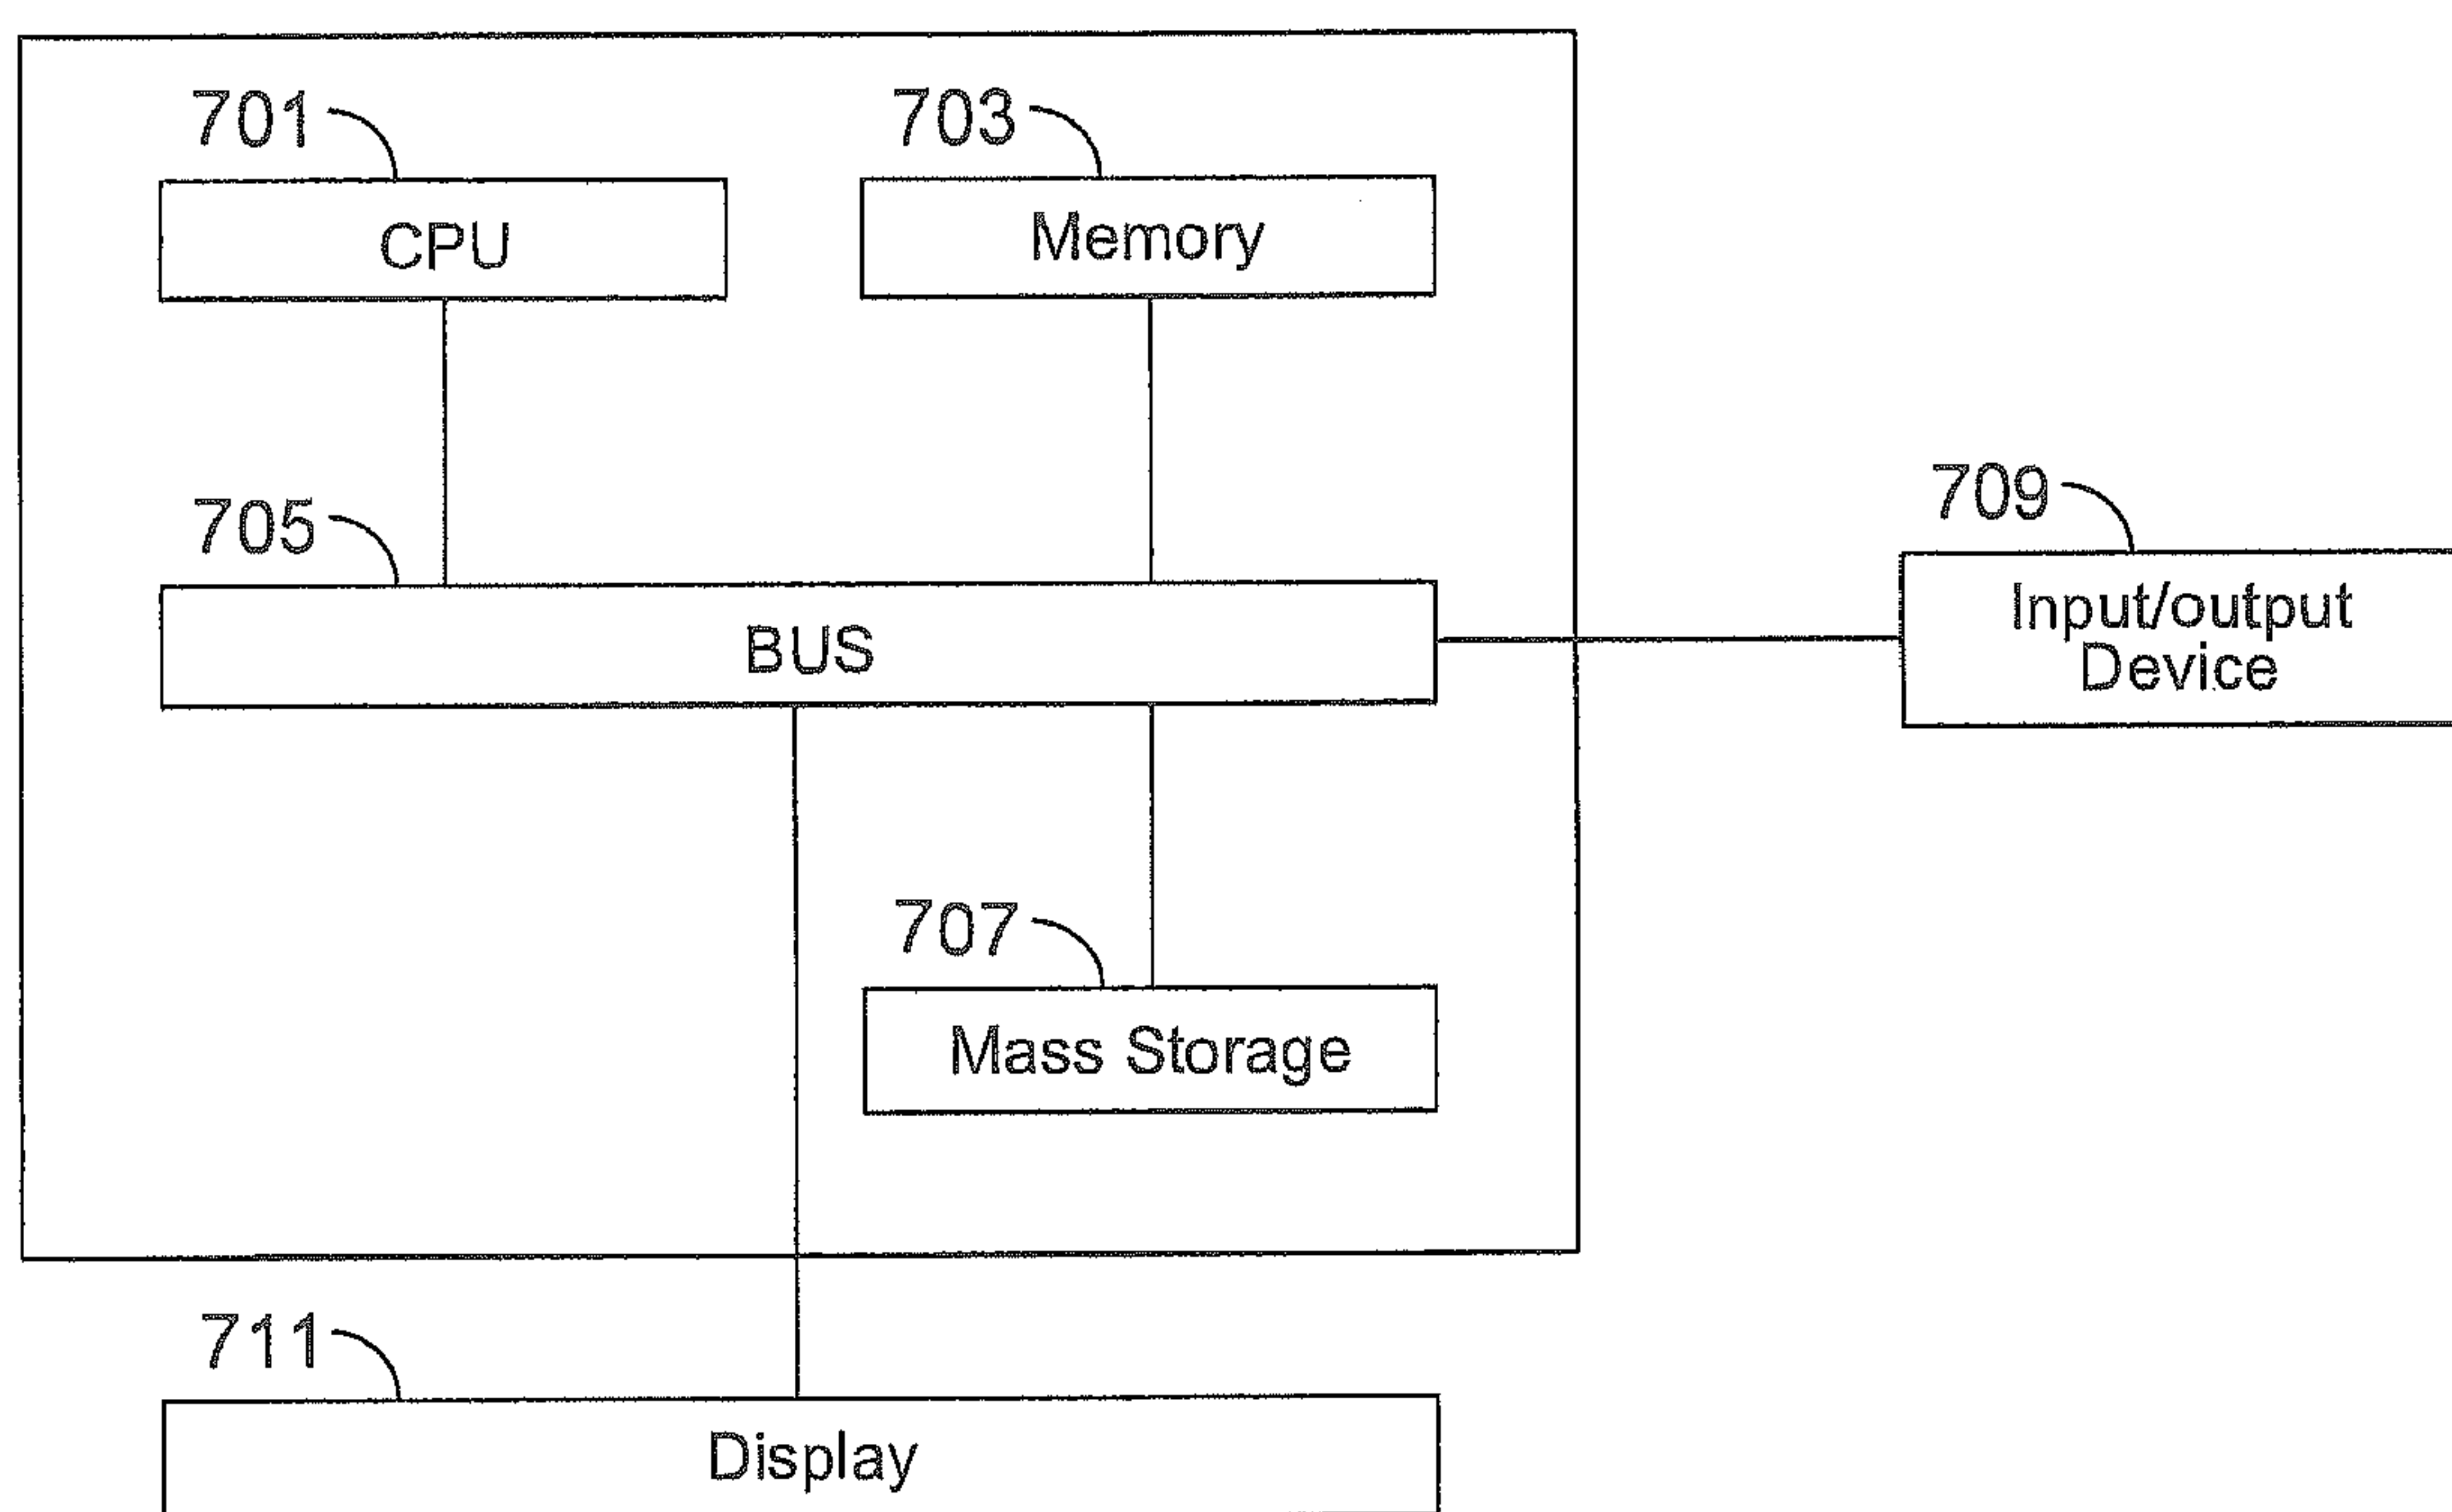 701
703
CPU
Memory
705
709
BUS
Input/output
Device
707
Mass Storage
711
Display